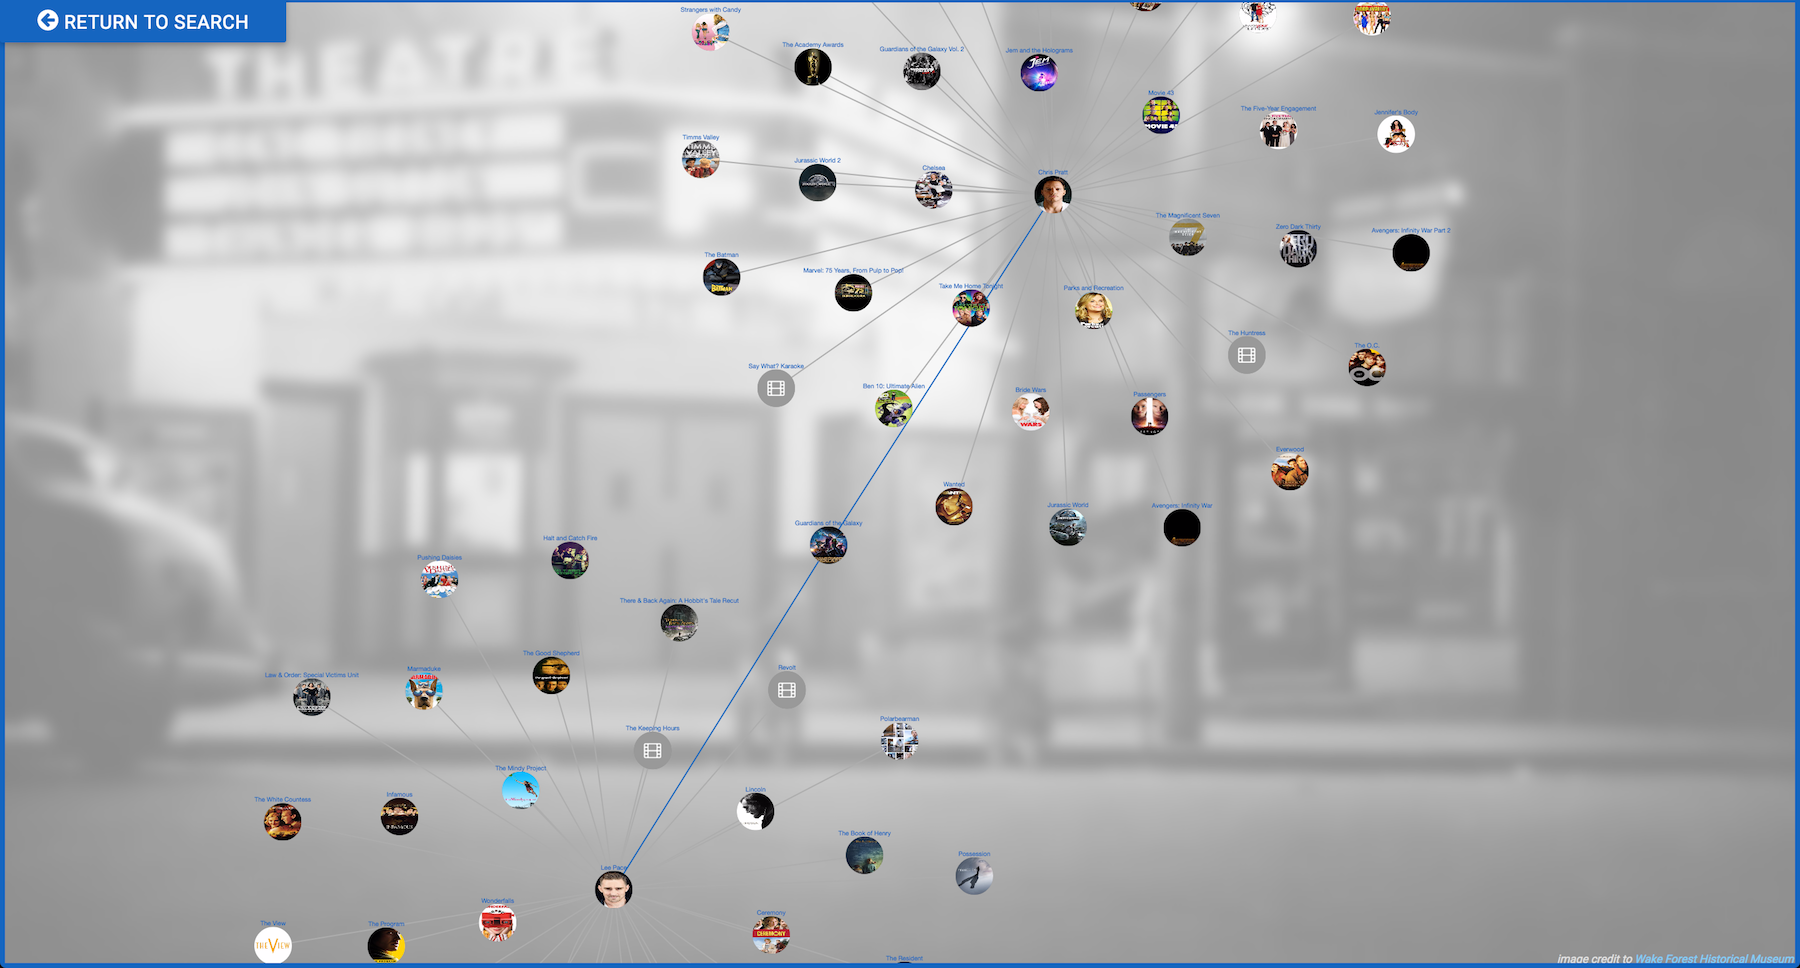 RETURN TO SEARCH
THEATRE
Strangers with Candy
The Academy Awards
Guardians of the Galaxy Vol. 2
Jem and the Holograms
JEM
Movie 43
The Five-Year Engagement
Jennifer's Body
Timms Valley
Jurassic World 2
Chelsea
Chris Pratt
The Magnificent Seven
Zero Dark Thirty
Avengers: Infinity War Part 2
The Batman
Marvel: 75 Years, From Pulp to Pop!
Take Me Home Tonight
Parks and Recreation
The Huntress
The O.C.
Say What? Karaoke
Ben 10: Ultimate Alien
Bride Wars
WARS
Passengers
Everwood
Wanted
Jurassic World
Avengers: Infinity War
Guardians of the Galaxy
Halt and Catch Fire
Pushing Daisies
There & Back Again: A Hobbit's Tale Recut
The Good Shepherd
Revolt
Law & Order: Special Victims Unit
Marmaduke
The Keeping Hours
Polarbearman
The Mindy Project
Lincoln
The White Countess
Infamous
The Book of Henry
Possession
Lee Pace
Wonderfalls
Ceremony
CEREMONY
The View
THE VIEW
The Program
The Resident
image credit to Wake Forest Historical Museum